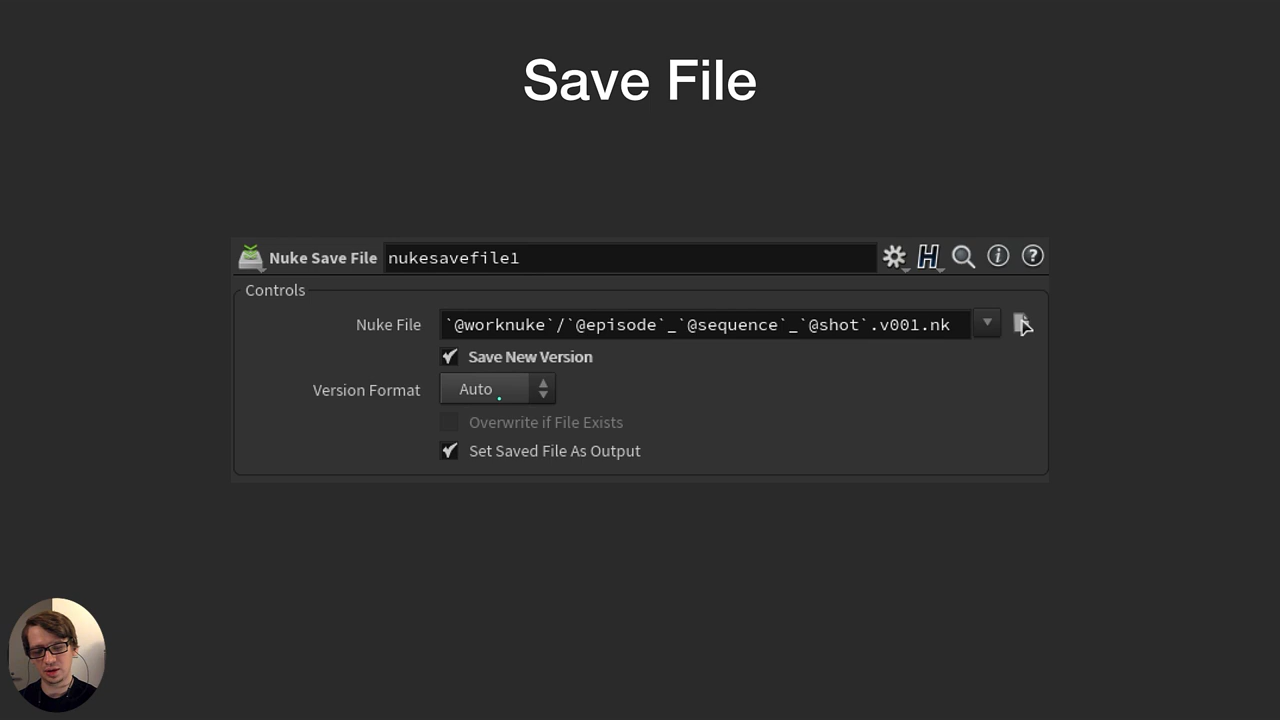 Save File
Nuke Save File nukesavefile1
Controls
Nuke File `@worknuke`/`@episode`_`@sequence`_`@shot`.v001.nk
Save New Version
Version Format Auto
Overwrite if File Exists
Set Saved File As Output